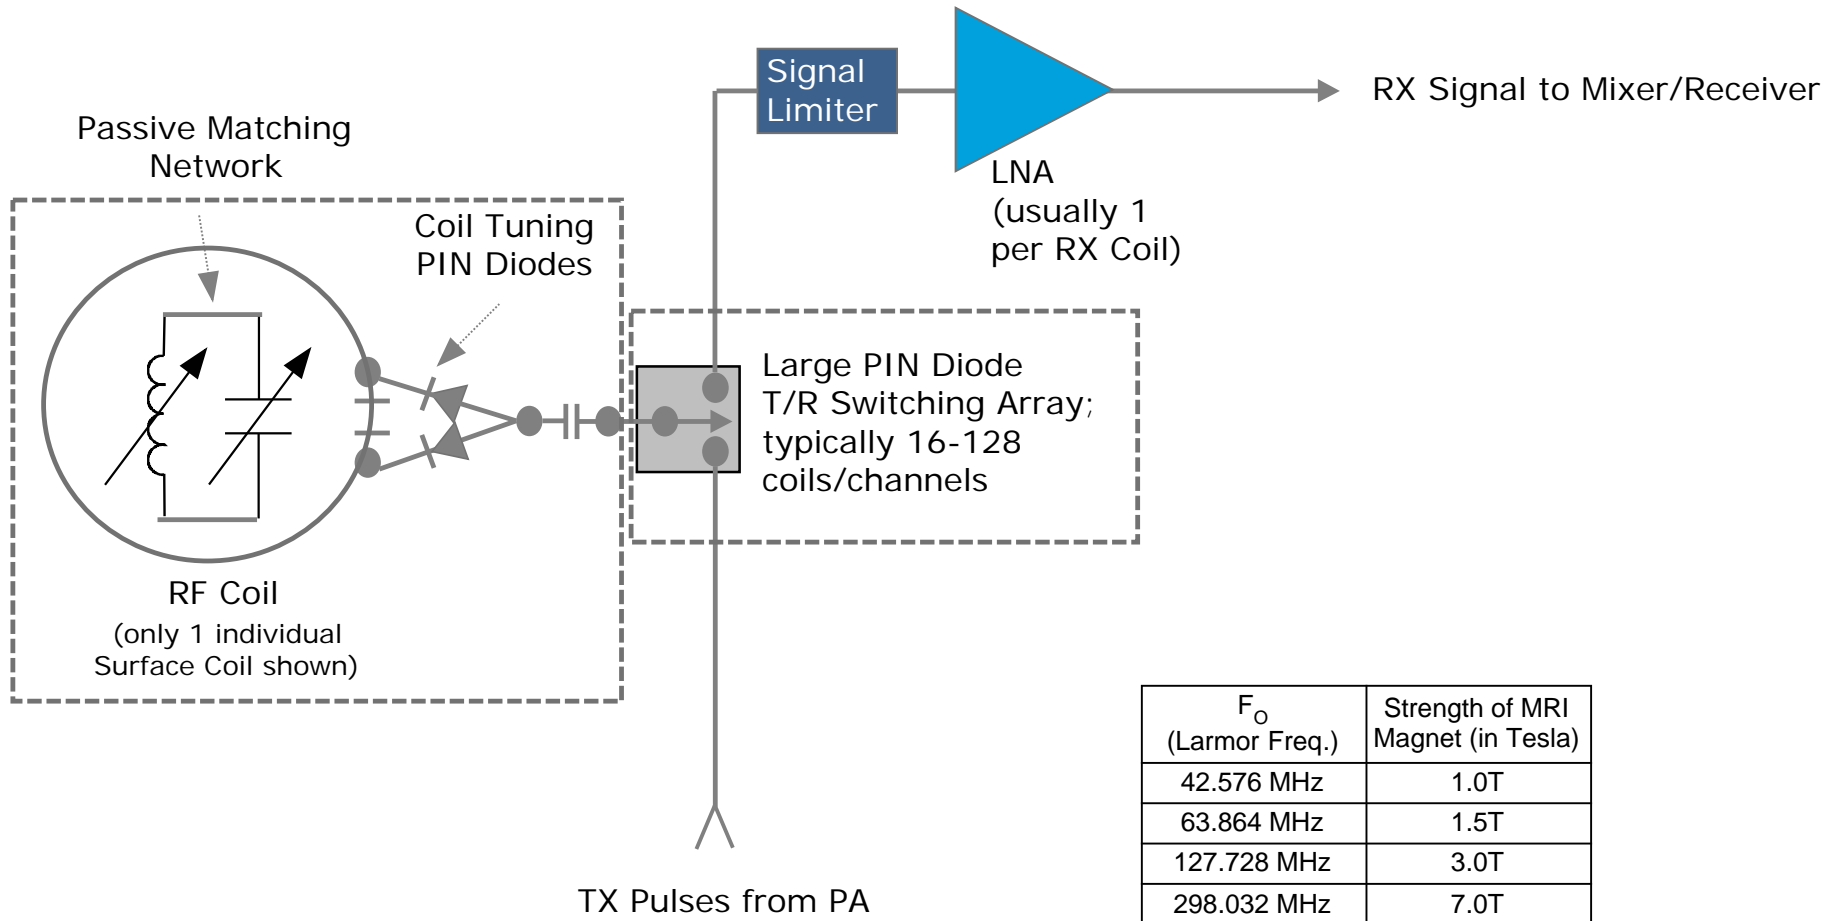 Signal
Limiter
RX Signal to Mixer/Receiver
LNA
(usually 1
per RX Coil)
Passive Matching
Network
Coil Tuning
PIN Diodes
RF Coil
(only 1 individual
Surface Coil shown)
Large PIN Diode
T/R Switching Array;
typically 16-128
coils/channels
TX Pulses from PA
F_O Strength of MRI
(Larmor Freq.) Magnet (in Tesla)
42.576 MHz 1.0T
63.864 MHz 1.5T
127.728 MHz 3.0T
298.032 MHz 7.0T